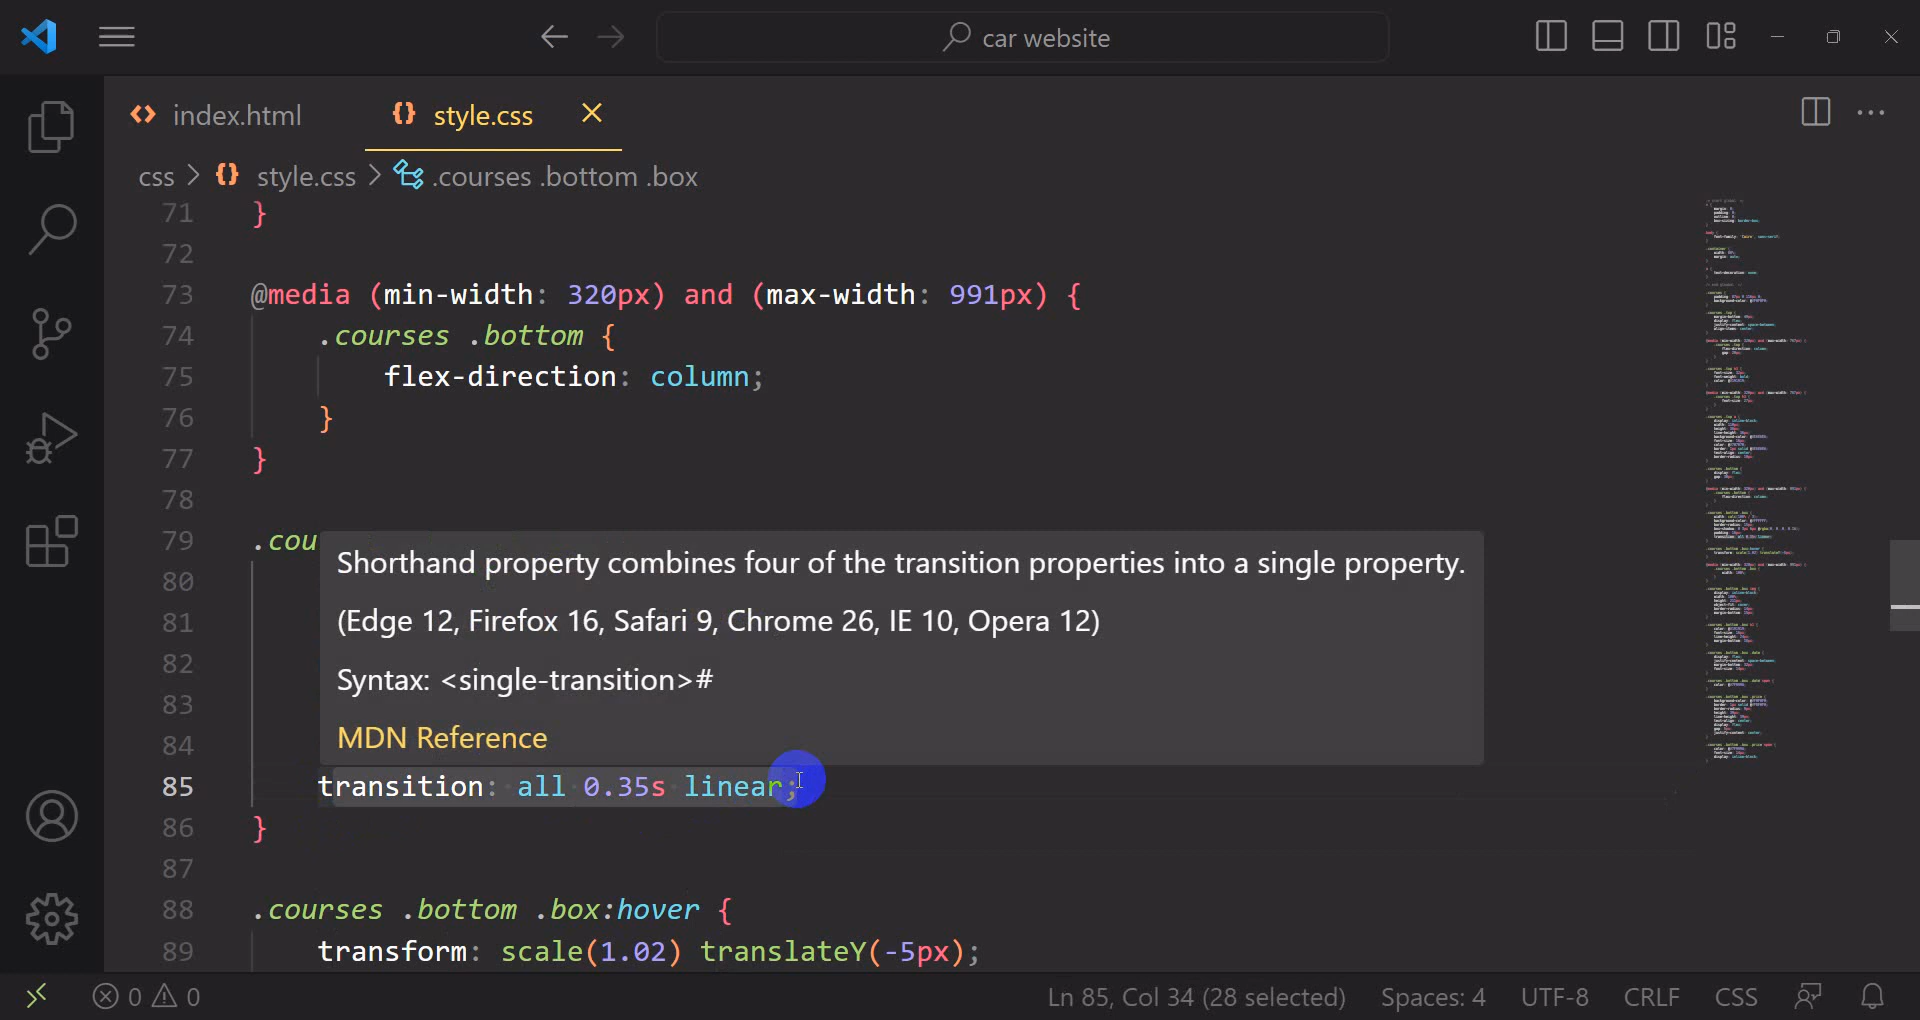 car website
index.html
style.css
css > style.css > .courses .bottom .box
71 }
72
73 @media (min-width: 320px) and (max-width: 991px) {
74 .courses .bottom {
75 flex-direction: column;
76 }
77 }
78
79 .cou
Shorthand property combines four of the transition properties into a single property.
80
(Edge 12, Firefox 16, Safari 9, Chrome 26, IE 10, Opera 12)
81
82
Syntax: <single-transition>#
83
MDN Reference
84
85 transition: all 0.35s linear;
86 }
87
88 .courses .bottom .box:hover {
89 transform: scale(1.02) translateY(-5px);
0 0 Ln 85, Col 34 (28 selected) Spaces: 4 UTF-8 CRLF CSS